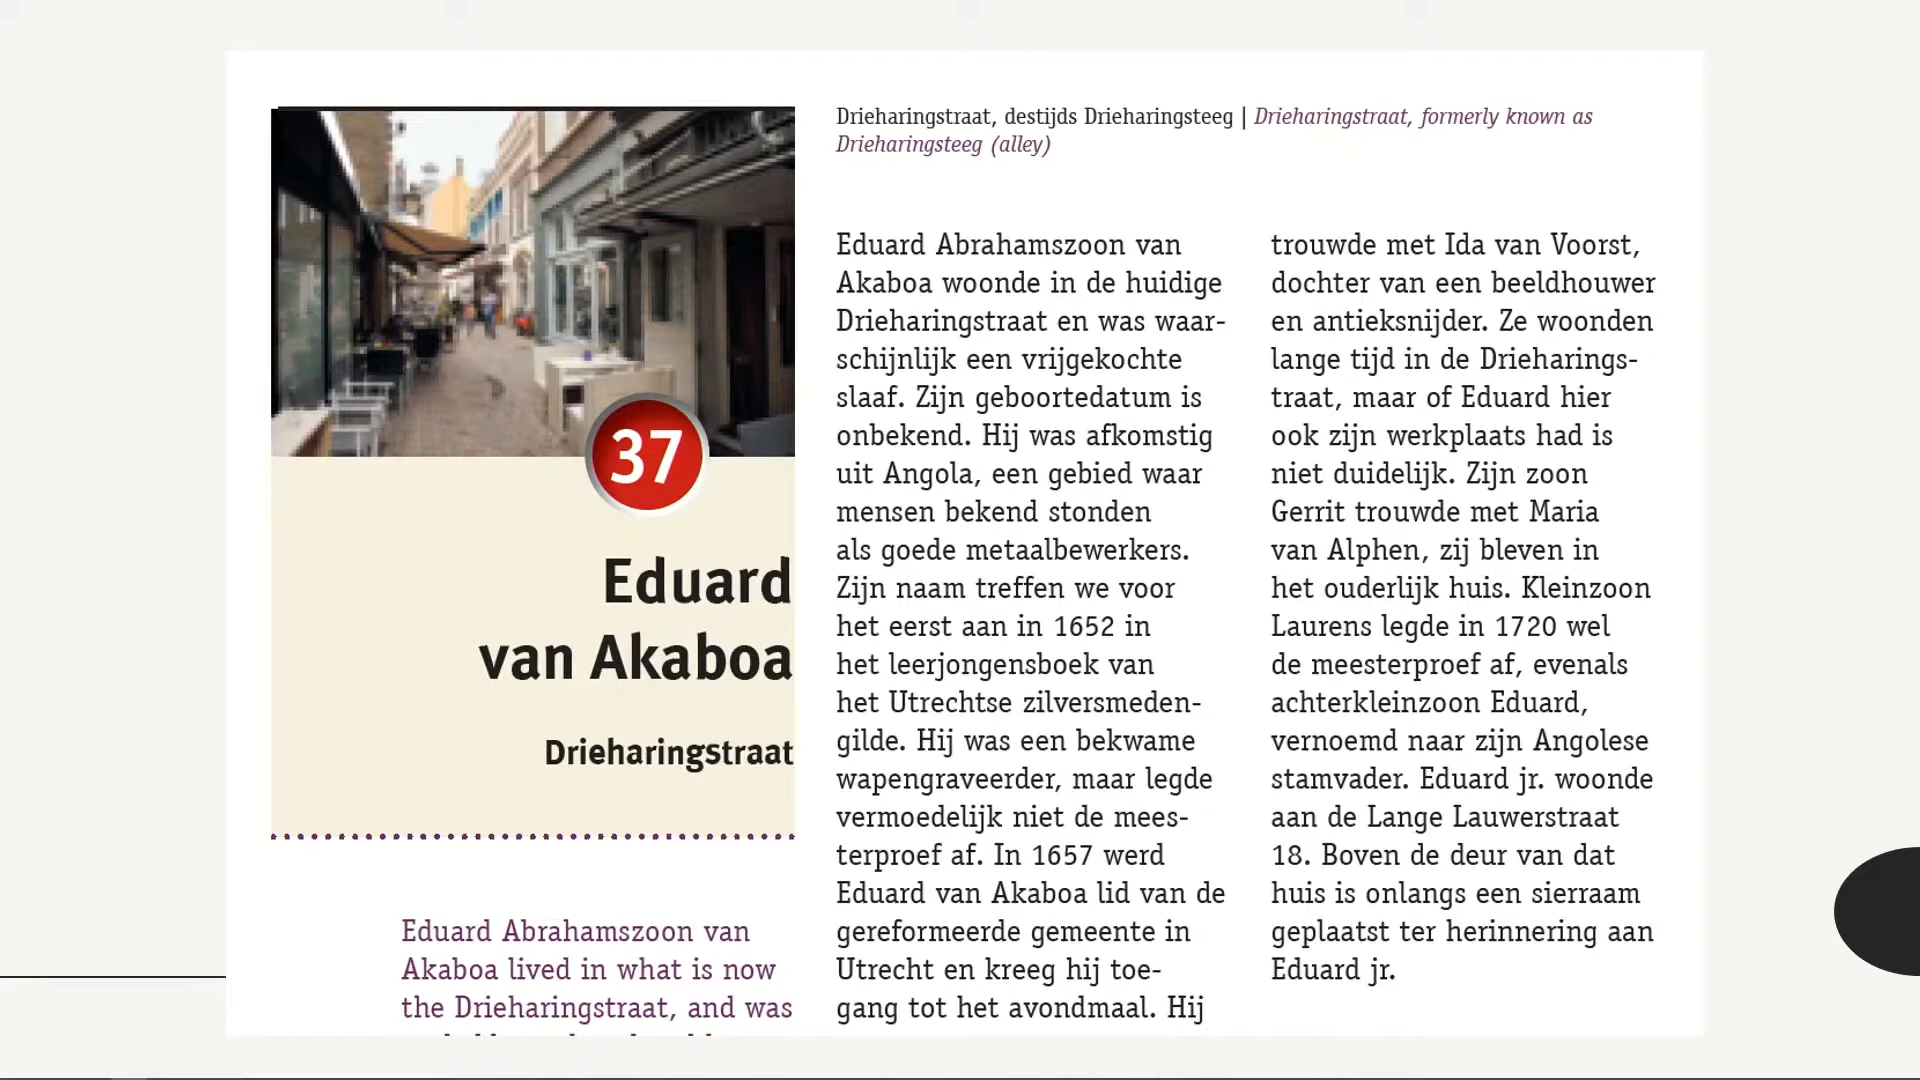 37
Eduard
van Akaboa
Drieharingstraat
Eduard Abrahamszoon van
Akaboa lived in what is now
the Drieharingstraat, and was
Drieharingstraat, destijds Drieharingsteeg | Drieharingstraat, formerly known as
Drieharingsteeg (alley)
Eduard Abrahamszoon van
Akaboa woonde in de huidige
Drieharingstraat en was waar-
schijnlijk een vrijgekochte
slaaf. Zijn geboortedatum is
onbekend. Hij was afkomstig
uit Angola, een gebied waar
mensen bekend stonden
als goede metaalbewerkers.
Zijn naam treffen we voor
het eerst aan in 1652 in
het leerjongensboek van
het Utrechtse zilversmeden-
gilde. Hij was een bekwame
wapengraveerder, maar legde
vermoedelijk niet de mees-
terproef af. In 1657 werd
Eduard van Akaboa lid van de
gereformeerde gemeente in
Utrecht en kreeg hij toe-
gang tot het avondmaal. Hij
trouwde met Ida van Voorst,
dochter van een beeldhouwer
en antieksnijder. Ze woonden
lange tijd in de Drieharings-
traat, maar of Eduard hier
ook zijn werkplaats had is
niet duidelijk. Zijn zoon
Gerrit trouwde met Maria
van Alphen, zij bleven in
het ouderlijk huis. Kleinzoon
Laurens legde in 1720 wel
de meesterproef af, evenals
achterkleinzoon Eduard,
vernoemd naar zijn Angolese
stamvader. Eduard jr. woonde
aan de Lange Lauwerstraat
18. Boven de deur van dat
huis is onlangs een sierraam
geplaatst ter herinnering aan
Eduard jr.